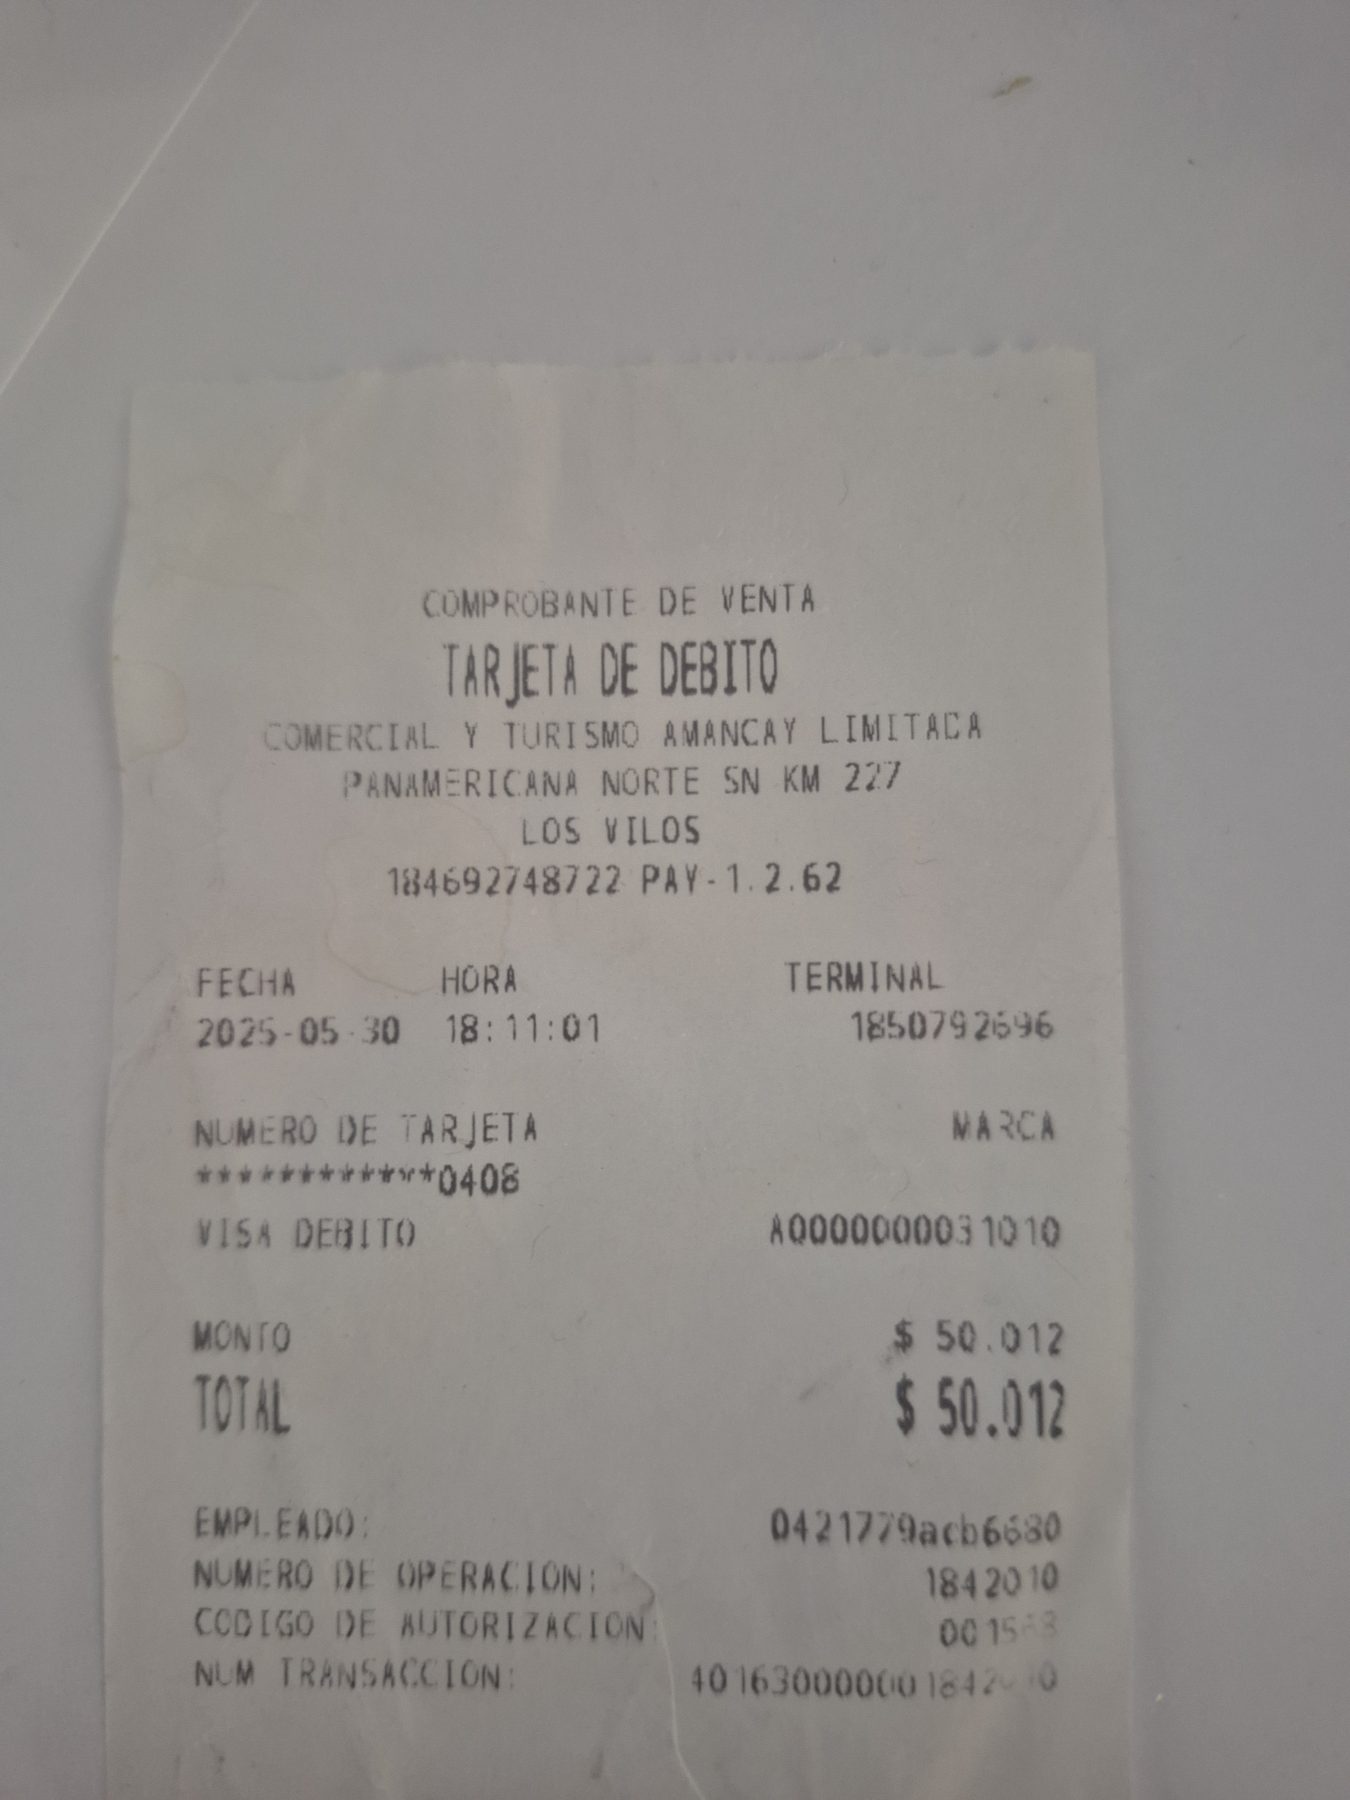 COMPROBANTE DE VENTA
TARJETA DE DEBITO
COMERCIAL Y TURISMO AMANCAY LIMITADA
PANAMERICANA NORTE SN KM 227
LOS VILOS
184692748722 PAY-1.2.62
FECHA HORA TERMINAL
2025-05-30 18:11:01 1850792696
NUMERO DE TARJETA MARCA
************0408
VISA DEBITO A0000000031010
MONTO $ 50.012
TOTAL $ 50.012
EMPLEADO: 0421779acb6680
NUMERO DE OPERACION: 1842010
CODIGO DE AUTORIZACION:
NUM TRANSACCION: